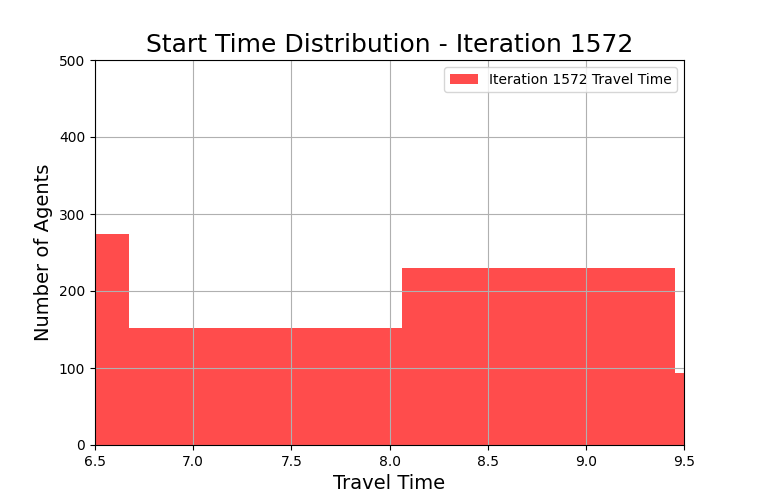 Start Time Distribution - Iteration 1572
Number of Agents
500
400
300
200
100
0
Iteration 1572 Travel Time
6.5 7.0 7.5 8.0 8.5 9.0 9.5
Travel Time